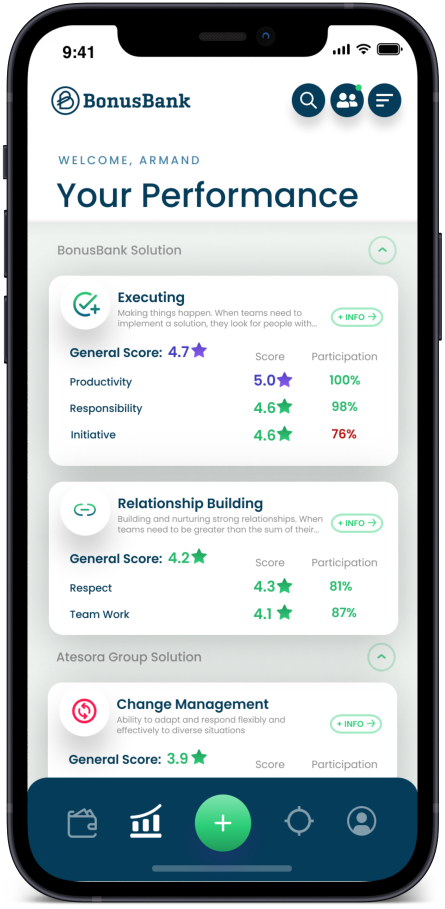 9:41
BonusBank
WELCOME, ARMAND
Your Performance
BonusBank Solution
Executing
Making things happen. When teams need to
implement a solution, they look for people with...
+ INFO
General Score: 4.7
Score Participation
Productivity 5.0 100%
Responsibility 4.6 98%
Initiative 4.6 76%
Relationship Building
Building and nurturing strong relationships. When
teams need to be greater than the sum of their...
+ INFO
General Score: 4.2
Score Participation
Respect 4.3 81%
Team Work 4.1 87%
Atesora Group Solution
Change Management
Ability to adapt and respond flexibly and
effectively to diverse situations
+ INFO
General Score: 3.9
Score Participation